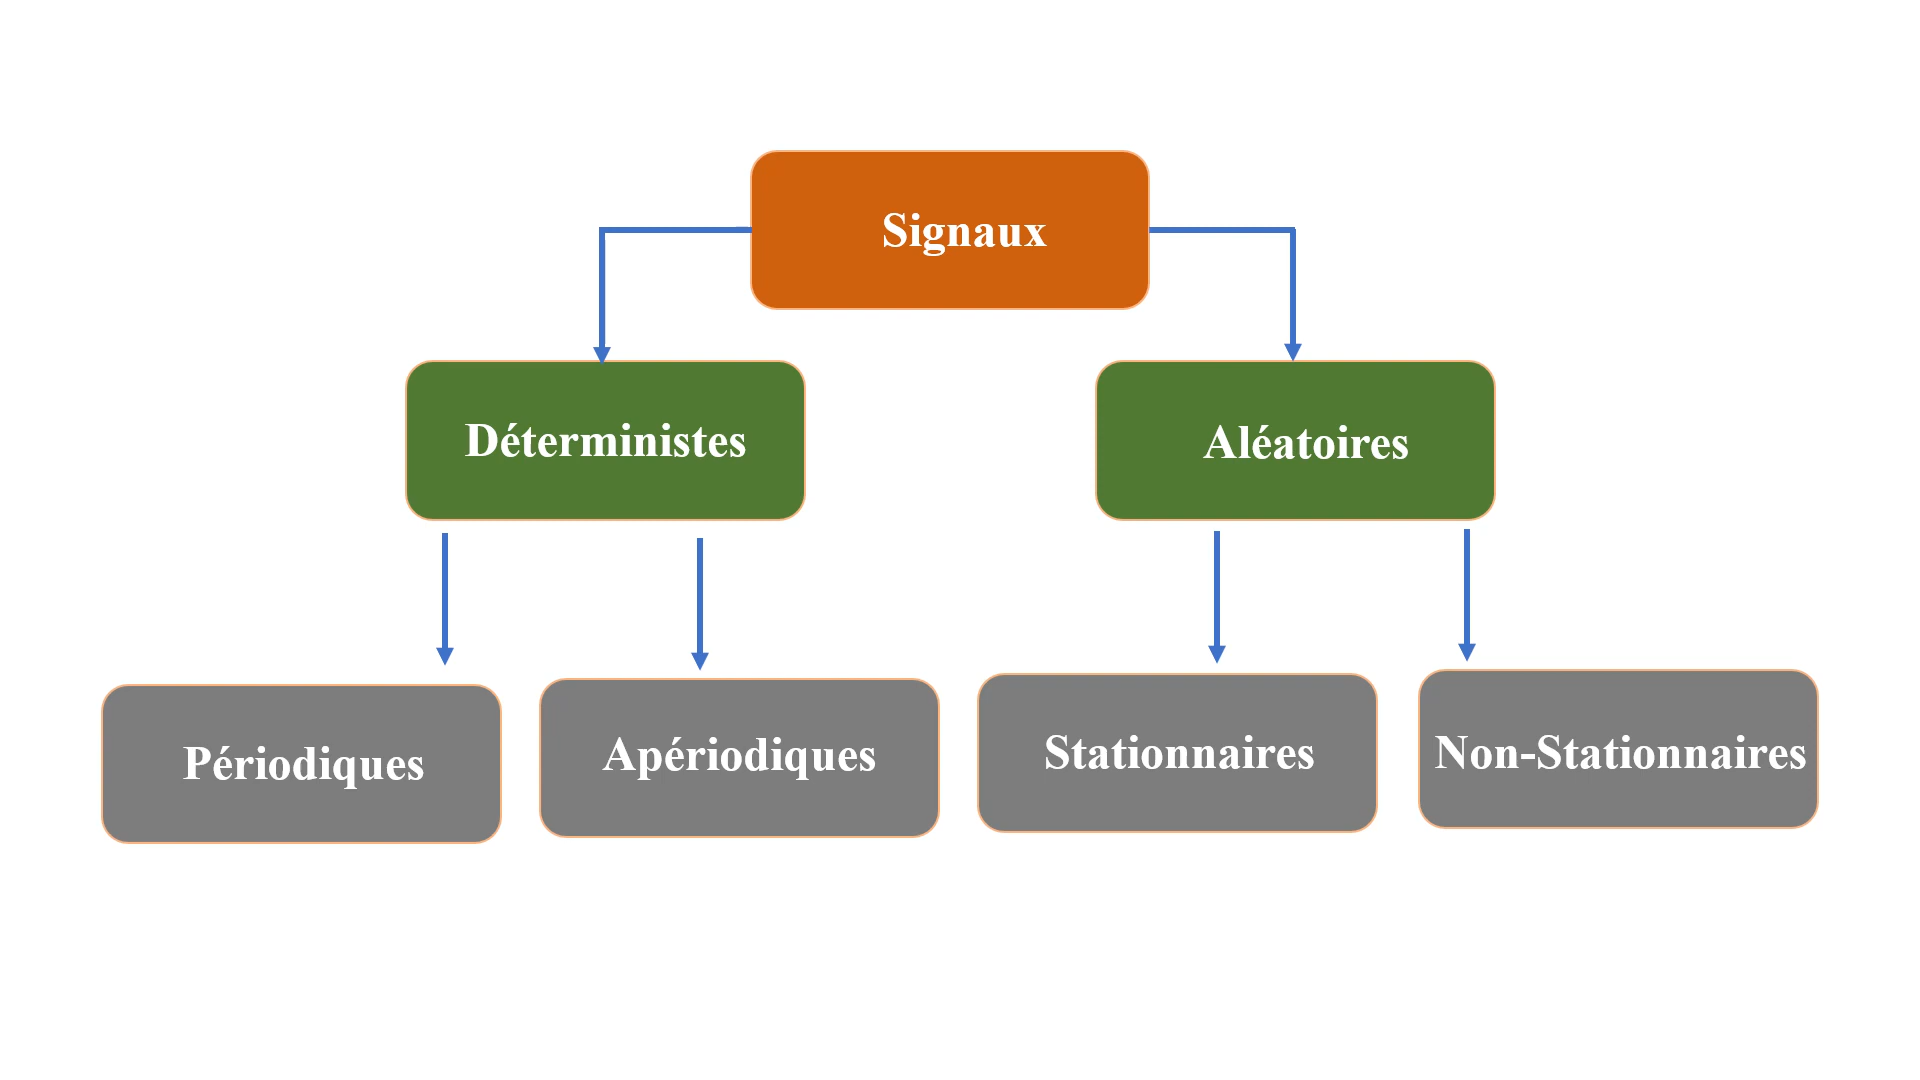 Signaux
Déterministes
Aléatoires
Périodiques
Apériodiques
Stationnaires
Non-Stationnaires